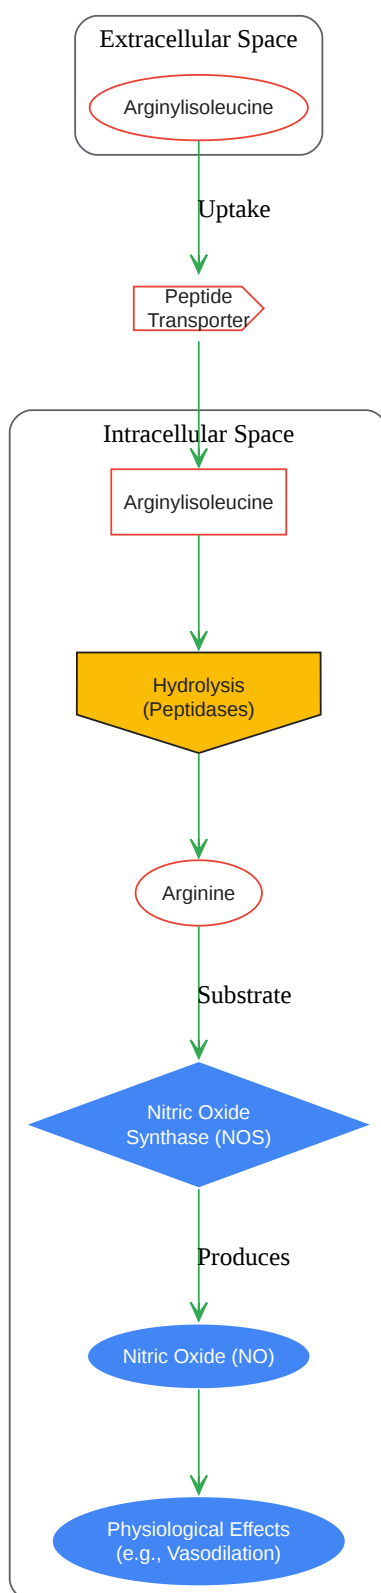 Extracellular Space
Arginylisoleucine
Uptake
Peptide
Transporter
Intracellular Space
Arginylisoleucine
Hydrolysis
(Peptidases)
Arginine
Substrate
Nitric Oxide
Synthase (NOS)
Produces
Nitric Oxide (NO)
Physiological Effects
(e.g., Vasodilation)